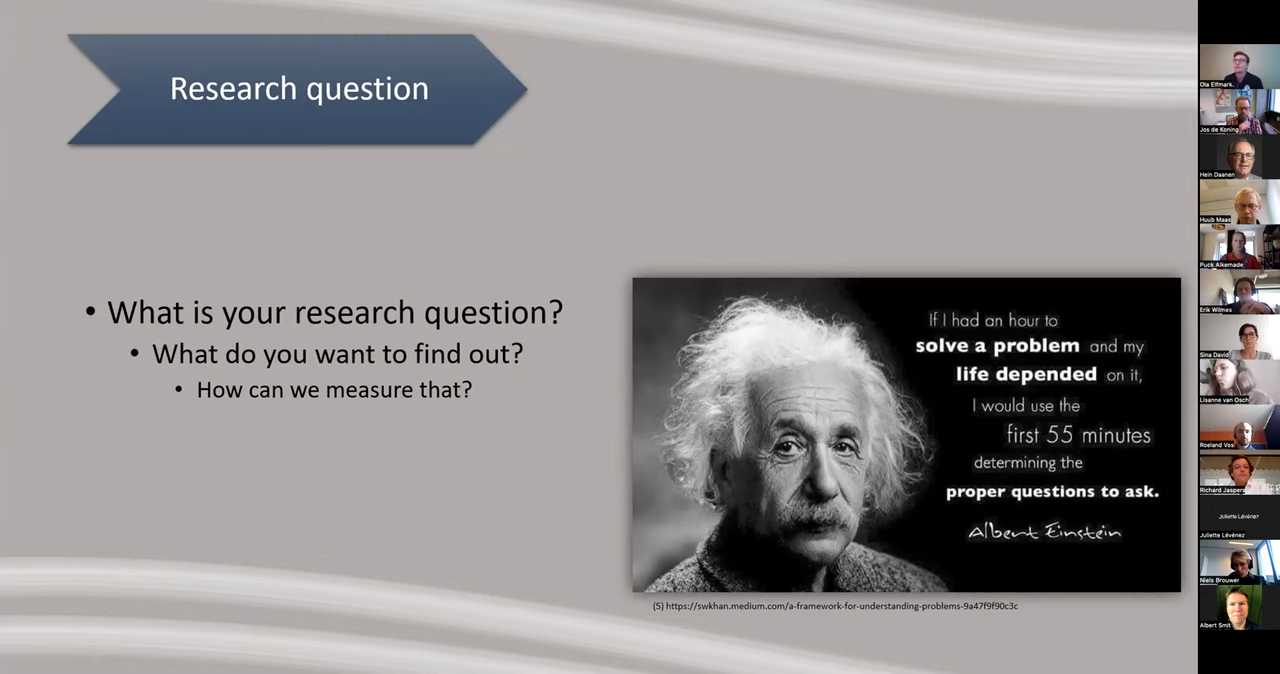 Research question
• What is your research question?
• What do you want to find out?
• How can we measure that?
If I had an hour to
solve a problem and my
life depended on it,
I would use the
first 55 minutes
determining the
proper questions to ask.
Albert Einstein
(5) https://swkhan.medium.com/a-framework-for-understanding-problems-9a47f9f90c3c
Ola Elfmark
Jos de Koning
Hein Daanen
Huub Maas
Puck Alkemade
Erik Wilmes
Sina David
Lisanne van Osch
Roeland Vos
Richard Jaspers
Juliette Lévénez
Juliette Lévénez
Niels Brouwer
Albert Smit